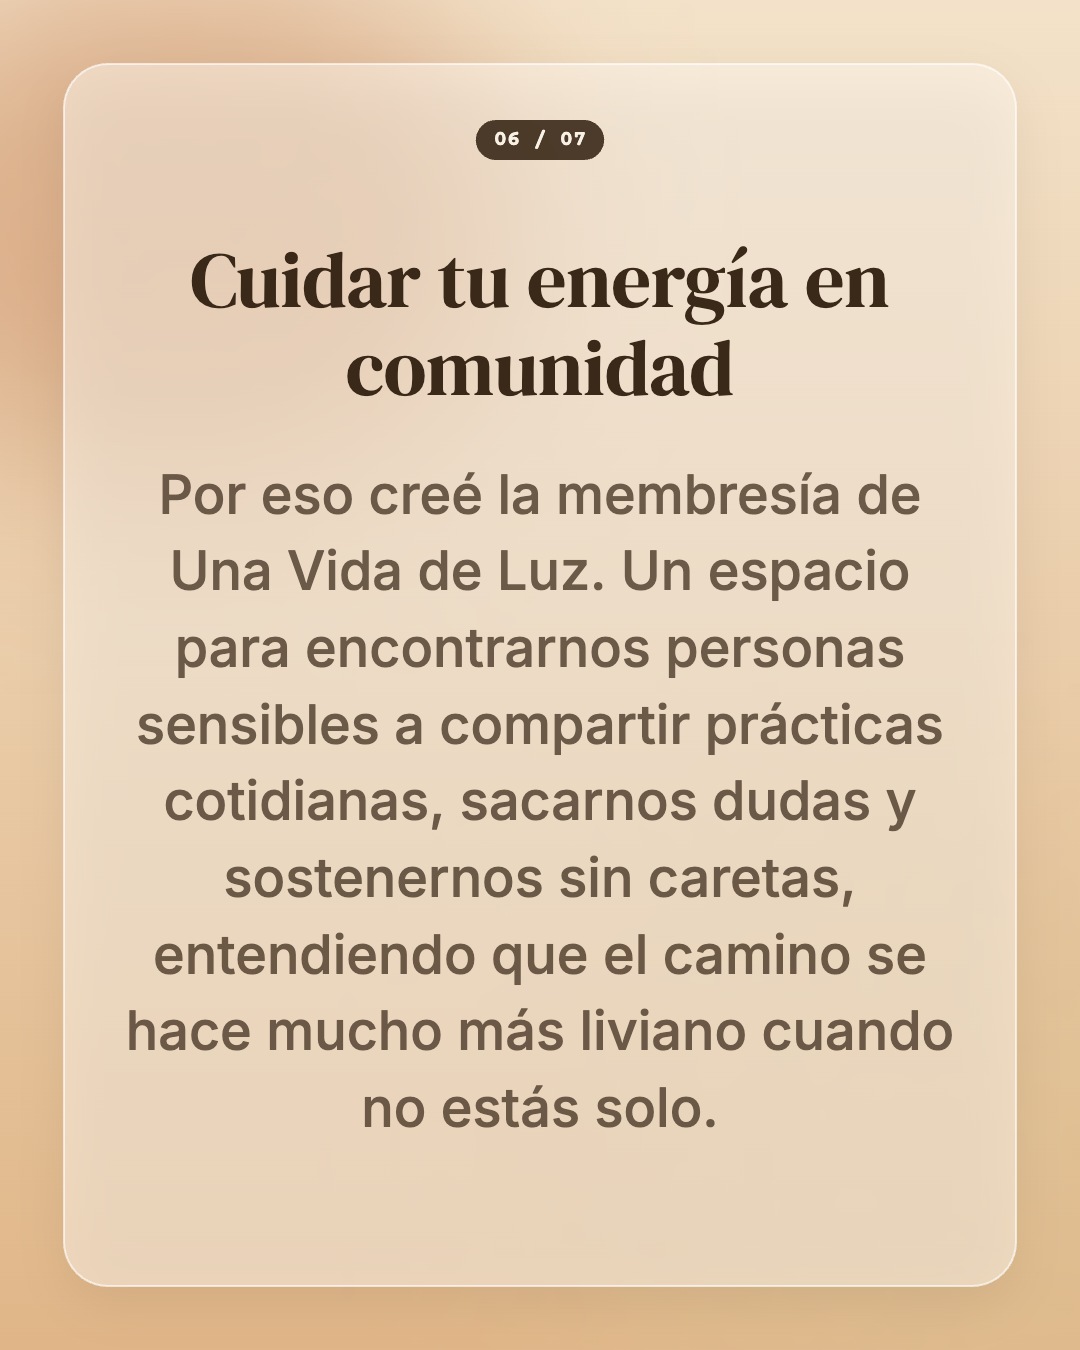 06 / 07
Cuidar tu energía en
comunidad
Por eso creé la membresía de
Una Vida de Luz. Un espacio
para encontrarnos personas
sensibles a compartir prácticas
cotidianas, sacarnos dudas y
sostenernos sin caretas,
entendiendo que el camino se
hace mucho más liviano cuando
no estás solo.